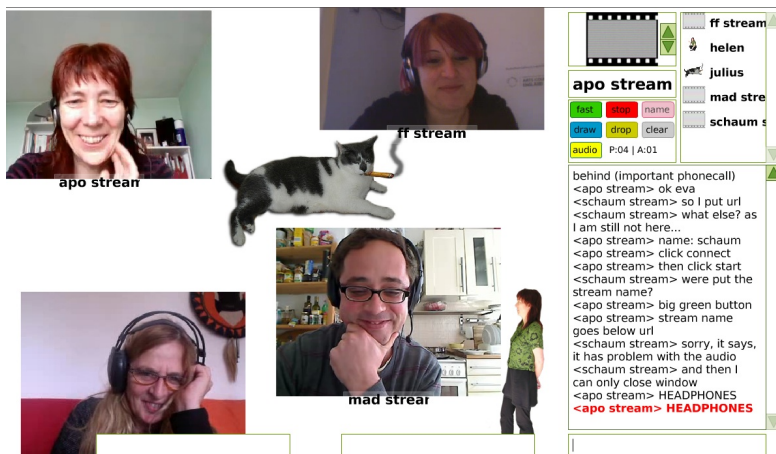 apo stream
ff stream
mad strear
apo stream
fast
stop
name
draw
drop
clear
audio
P:04 | A:01
ff stream
helen
julius
mad stre
schaum s
behind (important phonecall)
<apo stream> ok eva
<schaum stream> so I put url
<schaum stream> what else? as
I am still not here...
<apo stream> name: schaum
<apo stream> click connect
<apo stream> then click start
<schaum stream> were put the
stream name?
<apo stream> big green button
<apo stream> stream name
goes below url
<schaum stream> sorry, it says,
it has problem with the audio
<schaum stream> and then I
can only close window
<apo stream> HEADPHONES
<apo stream> HEADPHONES